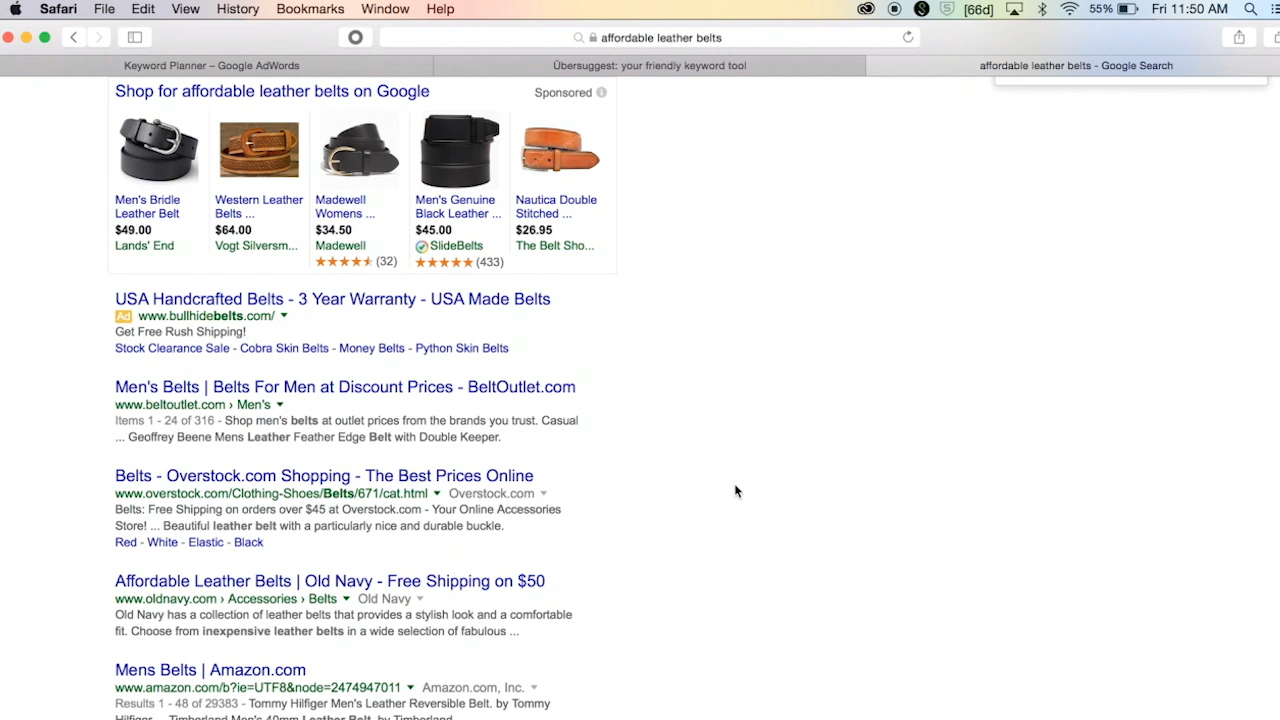 Safari File Edit View History Bookmarks Window Help [66d] 55% Fri 11:50 AM
affordable leather belts
Keyword Planner – Google AdWords
Übersuggest: your friendly keyword tool
affordable leather belts - Google Search
Shop for affordable leather belts on Google
Sponsored
Men's Bridle
Leather Belt
$49.00
Lands' End
Western Leather
Belts ...
$64.00
Vogt Silversm...
Madewell
Womens ...
$34.50
Madewell
(32)
Men's Genuine
Black Leather ...
$45.00
SlideBelts
(433)
Nautica Double
Stitched ...
$26.95
The Belt Sho...
USA Handcrafted Belts - 3 Year Warranty - USA Made Belts
Ad www.bullhidebelts.com/
Get Free Rush Shipping!
Stock Clearance Sale - Cobra Skin Belts - Money Belts - Python Skin Belts
Men's Belts | Belts For Men at Discount Prices - BeltOutlet.com
www.beltoutlet.com › Men's
Items 1 - 24 of 316 - Shop men's belts at outlet prices from the brands you trust. Casual
... Geoffrey Beene Mens Leather Feather Edge Belt with Double Keeper.
Belts - Overstock.com Shopping - The Best Prices Online
www.overstock.com/Clothing-Shoes/Belts/671/cat.html Overstock.com
Belts: Free Shipping on orders over $45 at Overstock.com - Your Online Accessories
Store! ... Beautiful leather belt with a particularly nice and durable buckle.
Red - White - Elastic - Black
Affordable Leather Belts | Old Navy - Free Shipping on $50
www.oldnavy.com › Accessories › Belts Old Navy
Old Navy has a collection of leather belts that provides a stylish look and a comfortable
fit. Choose from inexpensive leather belts in a wide selection of fabulous ...
Mens Belts | Amazon.com
www.amazon.com/b?ie=UTF8&node=2474947011 Amazon.com, Inc.
Results 1 - 48 of 29383 - Tommy Hilfiger Men's Leather Reversible Belt. by Tommy
Hilfiger ... Timberland Men's 40mm Leather Belt. by Timberland